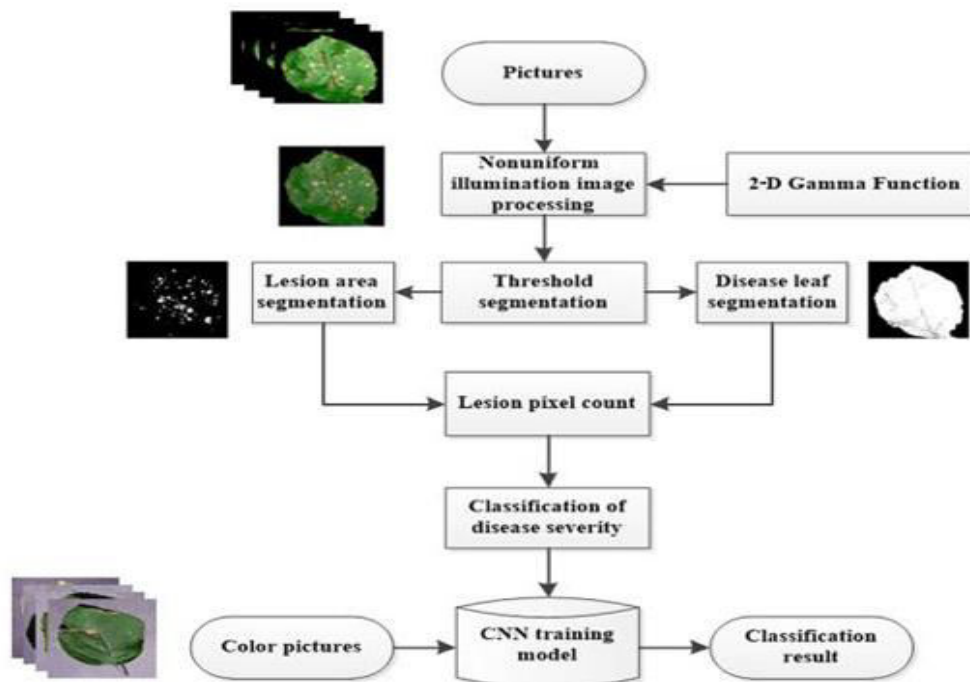 Pictures
Nonuniform
illumination image
processing
2-D Gamma Function
Lesion area
segmentation
Threshold
segmentation
Disease leaf
segmentation
Lesion pixel count
Classification of
disease severity
Color pictures
CNN training
model
Classification
result